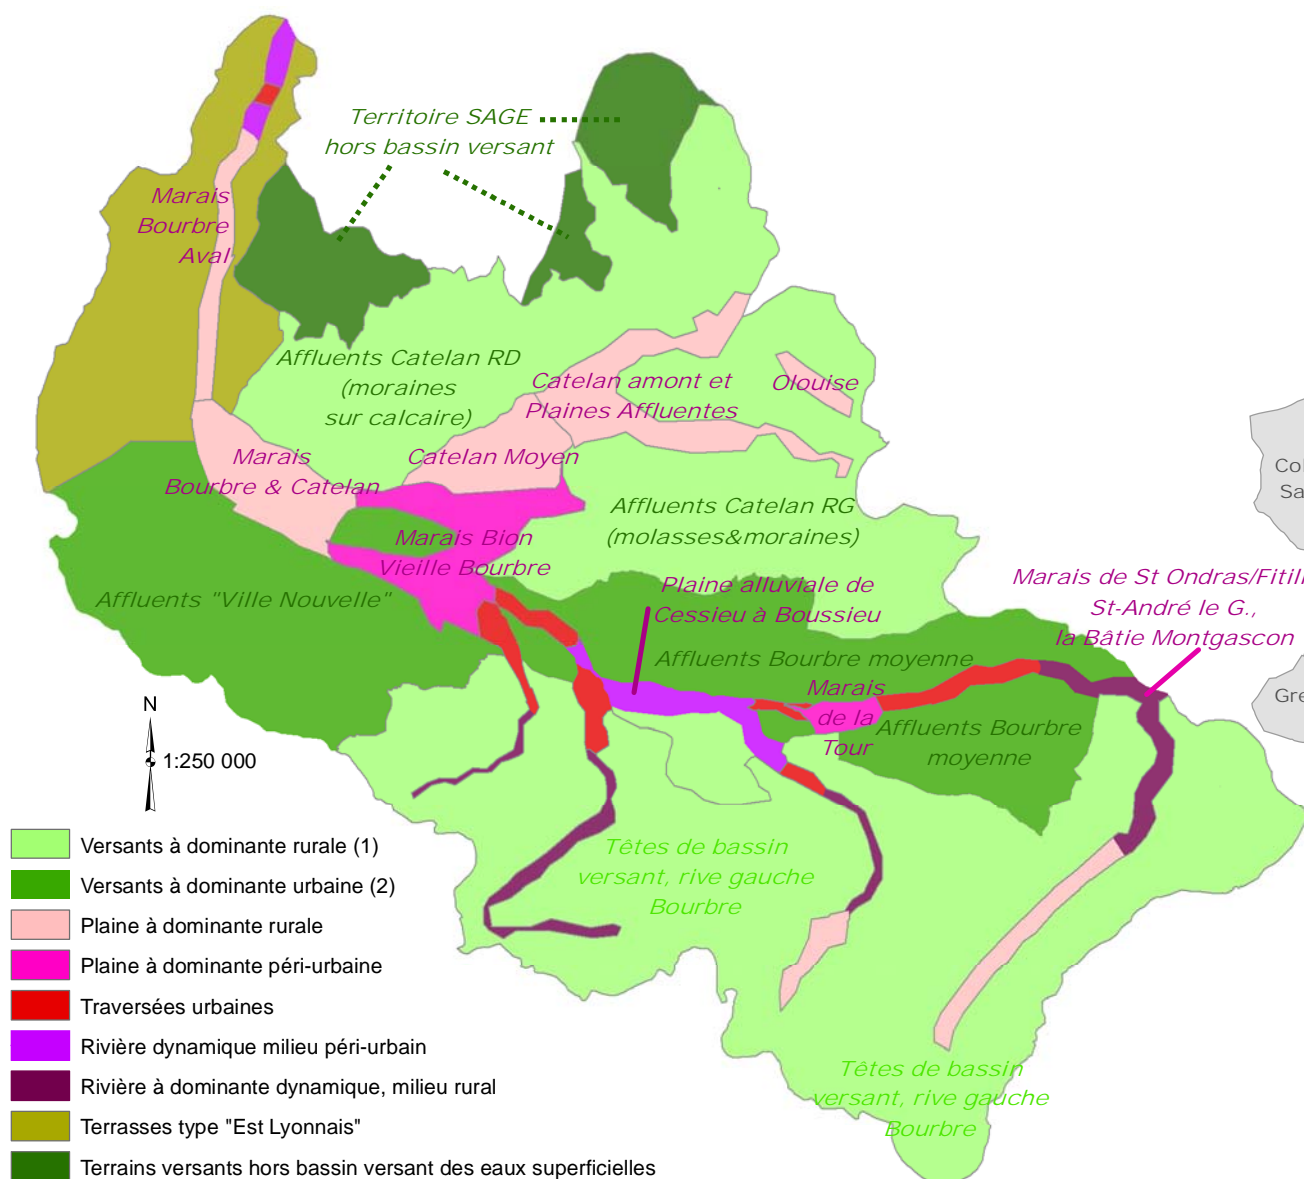 Territoire SAGE
hors bassin versant
Marais
Bourbre
Aval
Affluents Catelan RD
(moraines
sur calcaire)
Catelan amont et
Plaines Affluentes
Olouise
Marais
Bourbre & Catelan
Catelan Moyen
Col
Sa
Affluents Catelan RG
(molasses&moraines)
Marais Bion
Vieille Bourbre
Affluents "Ville Nouvelle"
Plaine alluviale de
Cessieu à Boussieu
Marais de St Ondras/Fitili
St-André le G.,
la Bâtie Montgascon
Affluents Bourbre moyenne
Marais
de la
Tour
Affluents Bourbre
moyenne
Gre
N
1:250 000
Têtes de bassin
versant, rive gauche
Bourbre
Têtes de bassin
versant, rive gauche
Bourbre
Versants à dominante rurale (1)
Versants à dominante urbaine (2)
Plaine à dominante rurale
Plaine à dominante péri-urbaine
Traversées urbaines
Rivière dynamique milieu péri-urbain
Rivière à dominante dynamique, milieu rural
Terrasses type "Est Lyonnais"
Terrains versants hors bassin versant des eaux superficielles